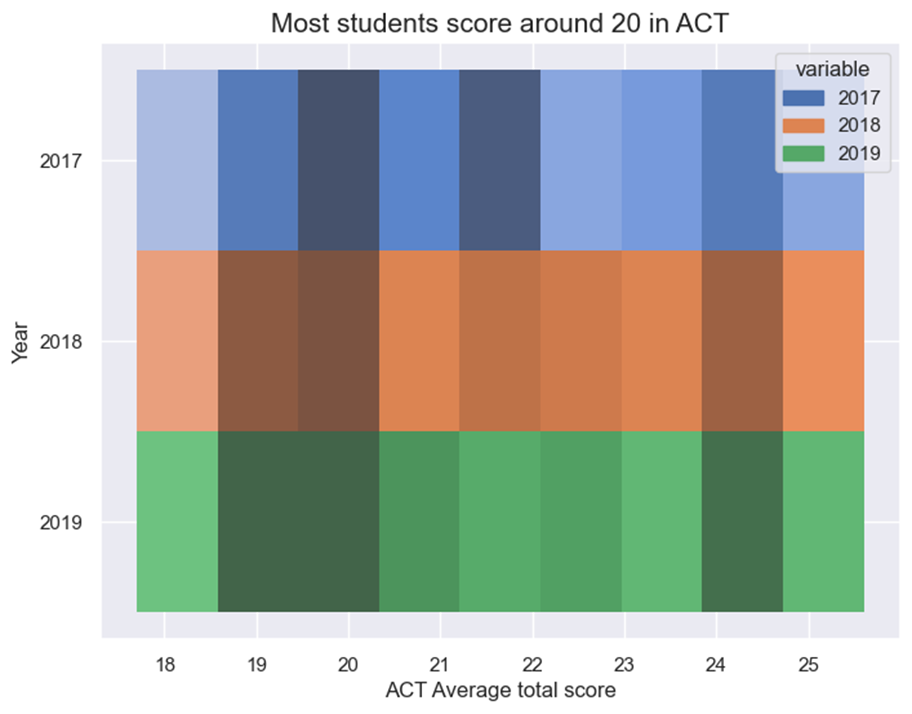 Most students score around 20 in ACT
variable
2017
2018
2019
2017
2018
2019
Year
18 19 20 21 22 23 24 25
ACT Average total score